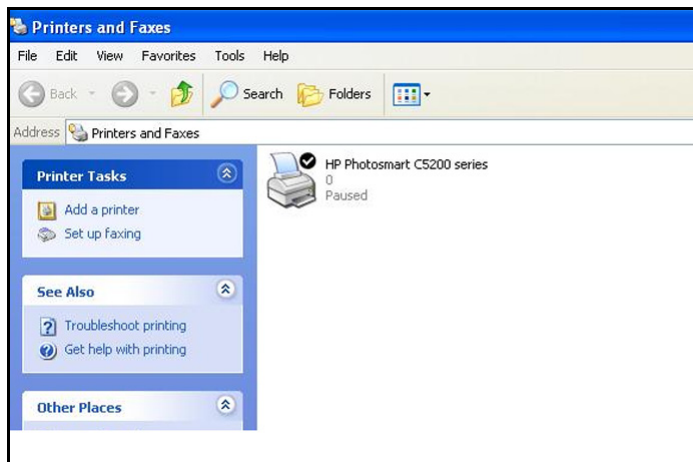 Printers and Faxes
File Edit View Favorites Tools Help
Back Search Folders
Address Printers and Faxes
Printer Tasks
Add a printer
Set up faxing
See Also
Troubleshoot printing
Get help with printing
Other Places
HP Photosmart C5200 series
0
Paused